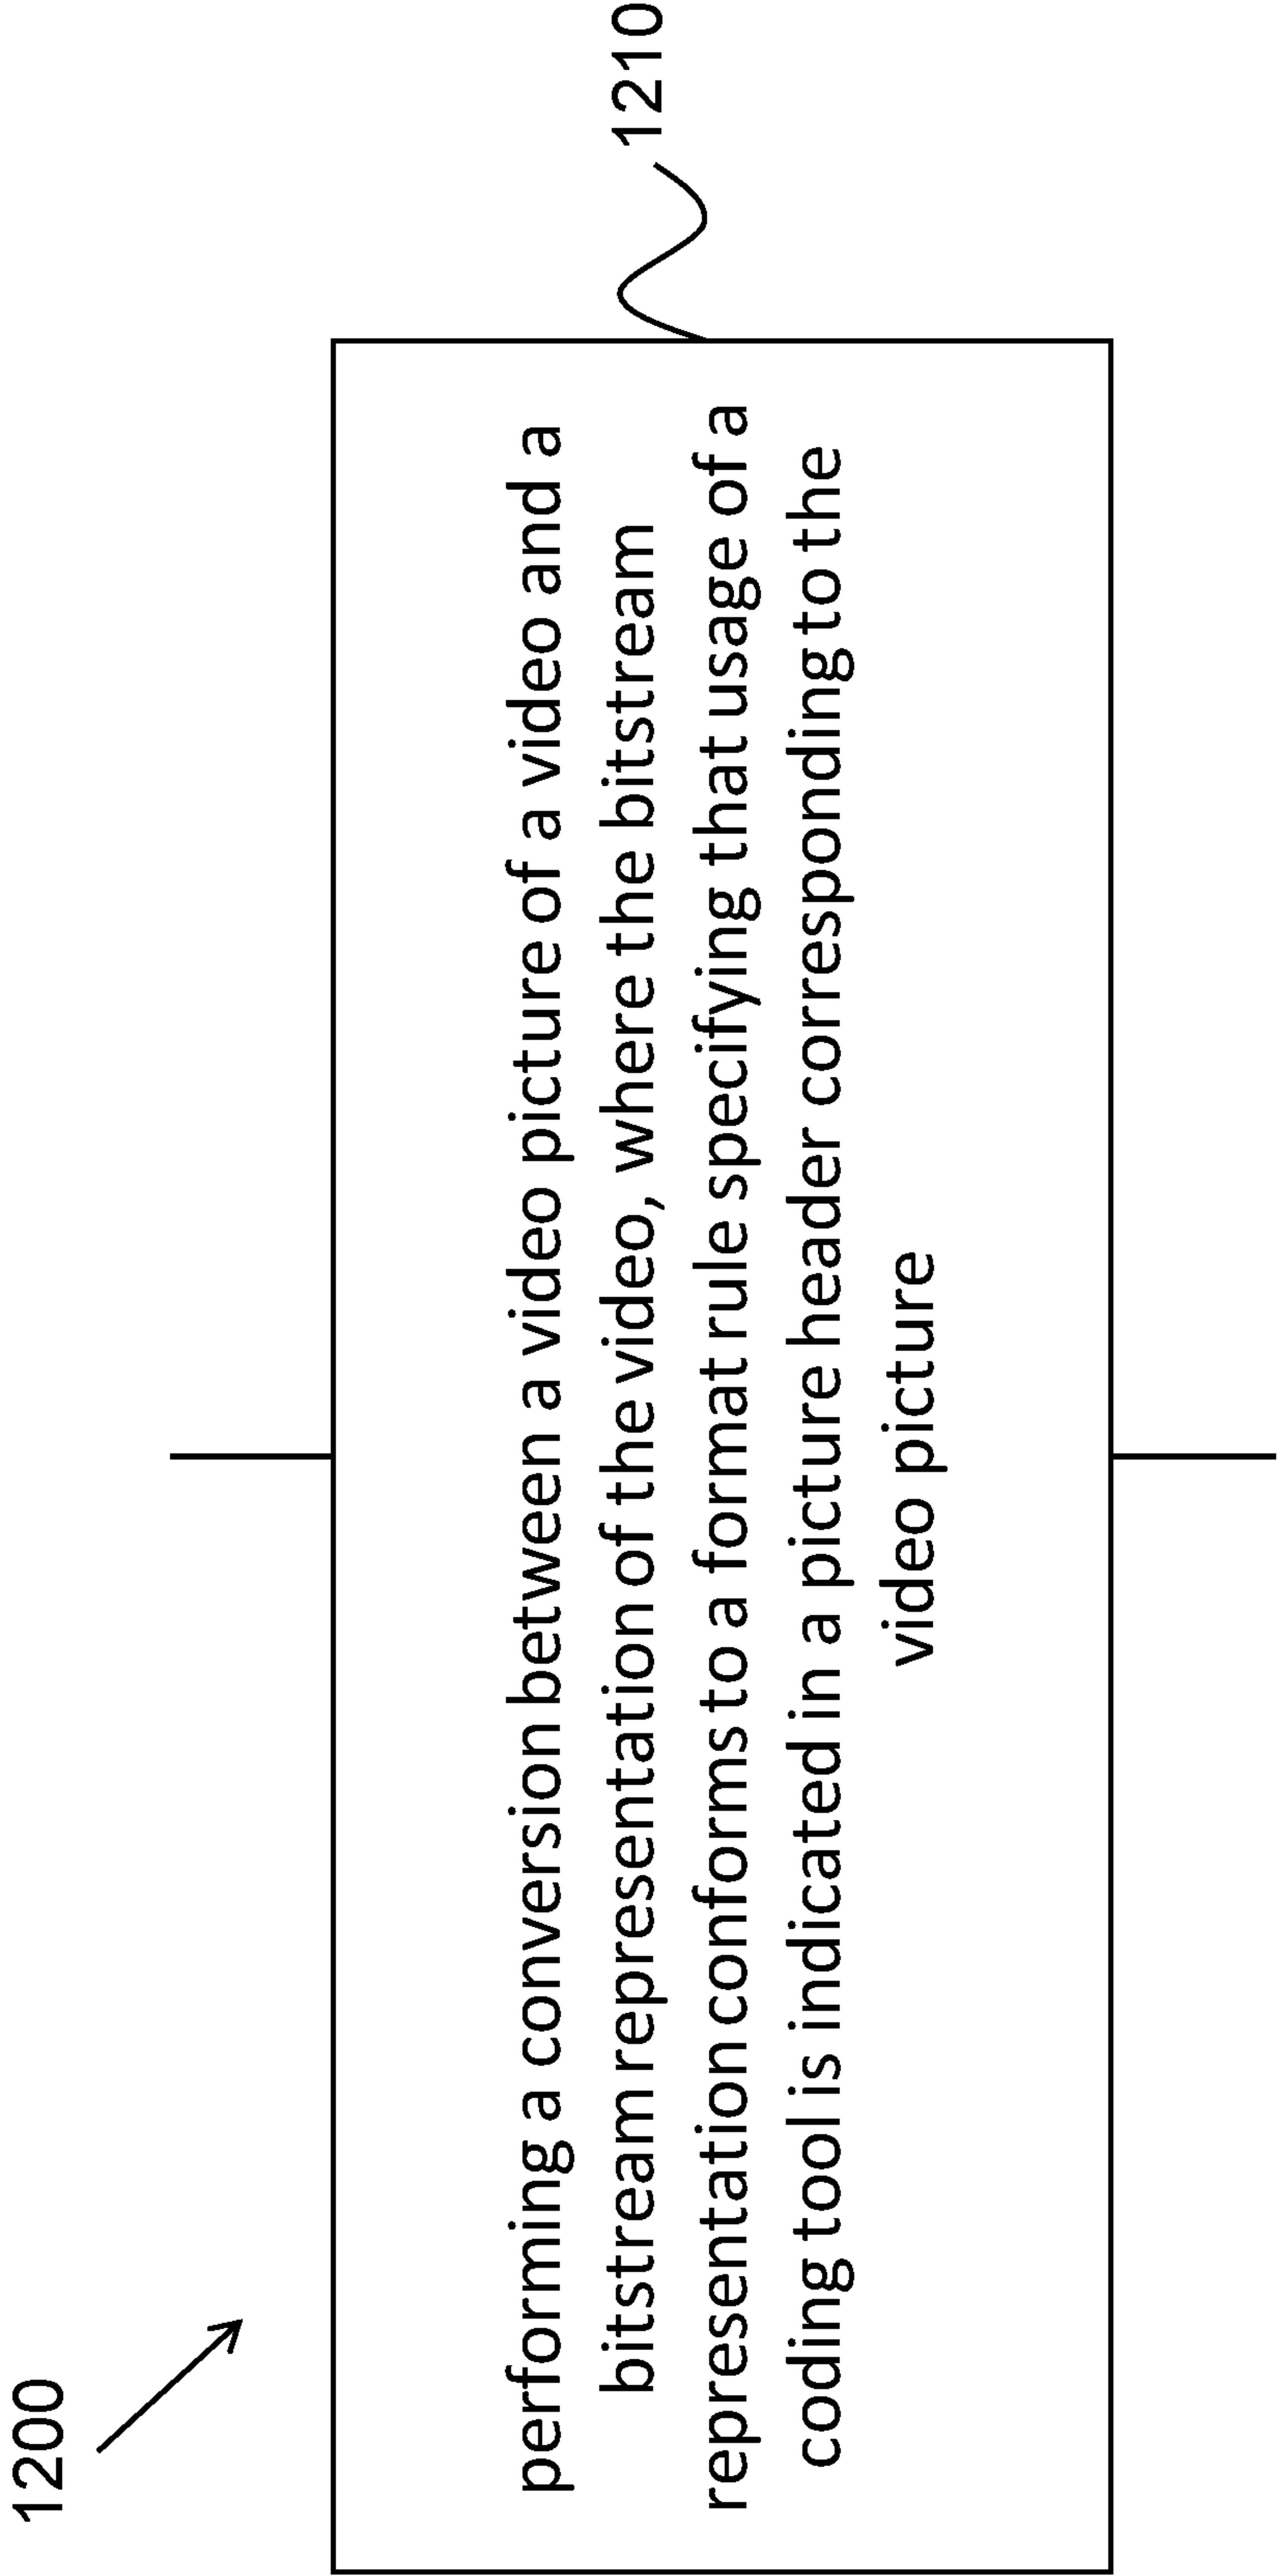 1200
performing a conversion between a video picture of a video and a
bitstream representation of the video, where the bitstream
representation conforms to a format rule specifying that usage of a
coding tool is indicated in a picture header corresponding to the
video picture
1210